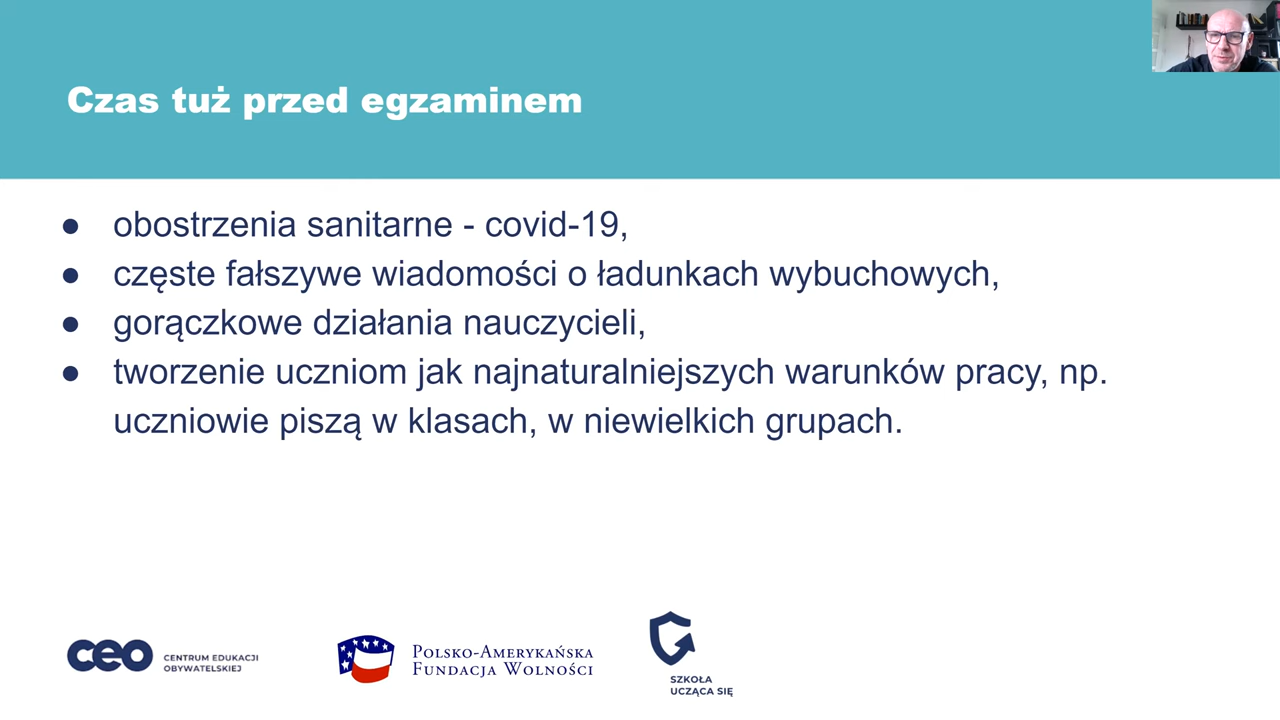 Czas tuż przed egzaminem
● obostrzenia sanitarne - covid-19,
● częste fałszywe wiadomości o ładunkach wybuchowych,
● gorączkowe działania nauczycieli,
● tworzenie uczniom jak najnaturalniejszych warunków pracy, np.
uczniowie piszą w klasach, w niewielkich grupach.
ceo CENTRUM EDUKACJI
OBYWATELSKIEJ
POLSKO-AMERYKAŃSKA
FUNDACJA WOLNOŚCI
SZKOŁA
UCZĄCA SIĘ